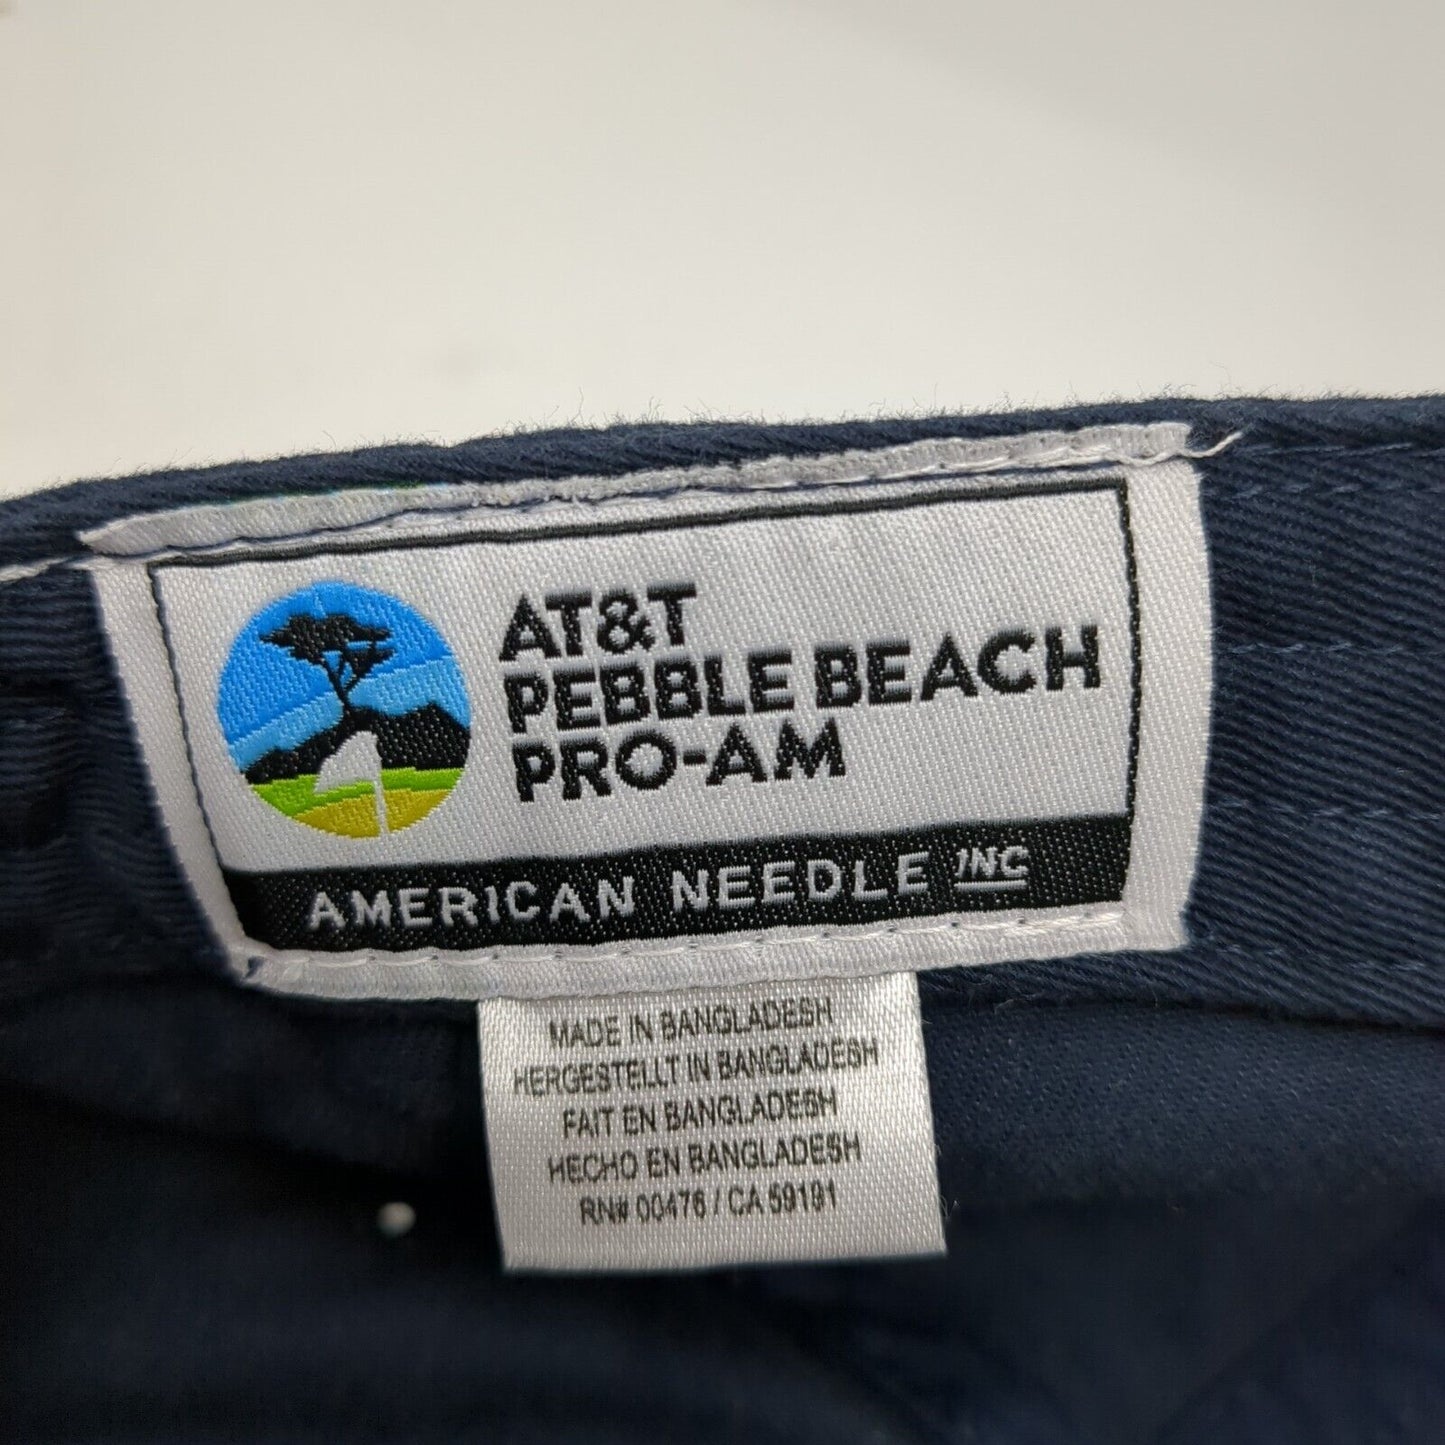 AT&T
PEBBLE BEACH
PRO-AM
AMERICAN NEEDLE INC
MADE IN BANGLADESH
HERGESTELLT IN BANGLADESH
FAIT EN BANGLADESH
HECHO EN BANGLADESH
RN# 00476 / CA 59191